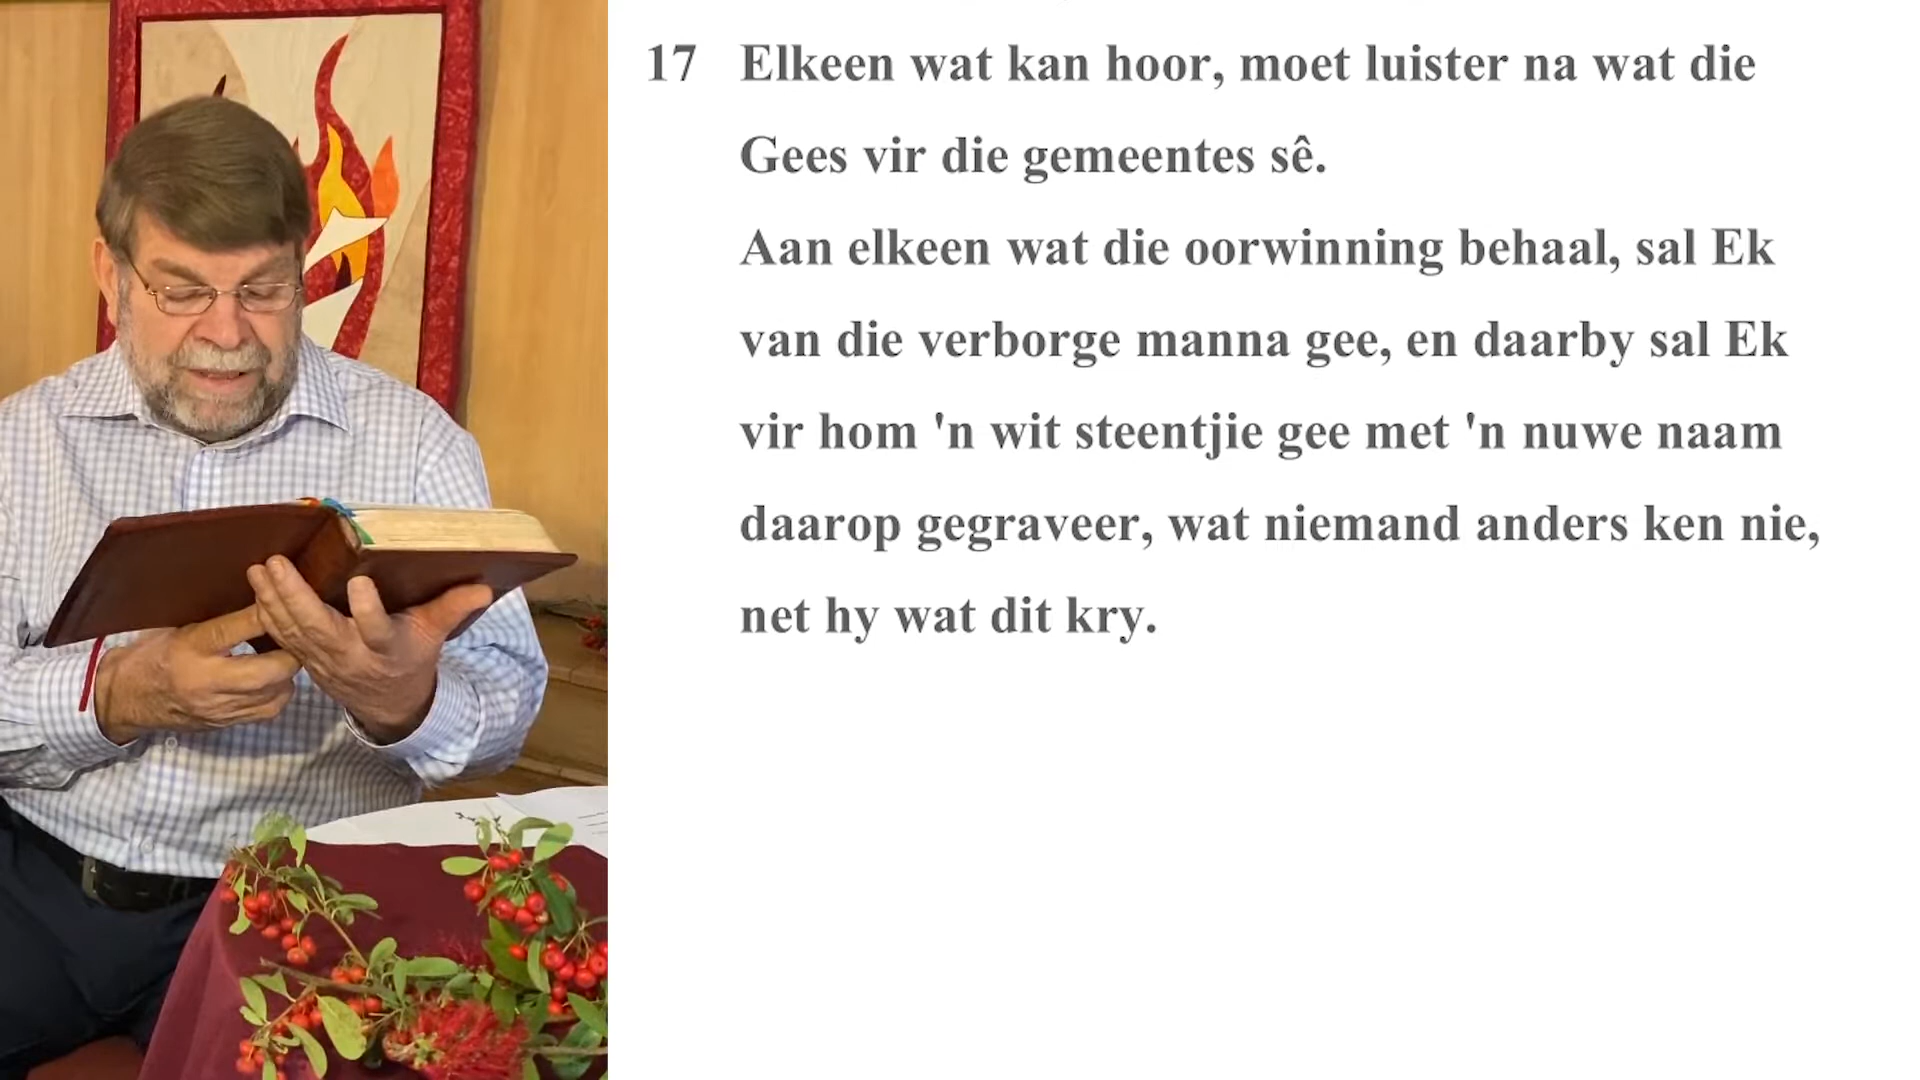 17 Elkeen wat kan hoor, moet luister na wat die
Gees vir die gemeentes sê.
Aan elkeen wat die oorwinning behaal, sal Ek
van die verborge manna gee, en daarby sal Ek
vir hom 'n wit steentjie gee met 'n nuwe naam
daarop gegraveer, wat niemand anders ken nie,
net hy wat dit kry.